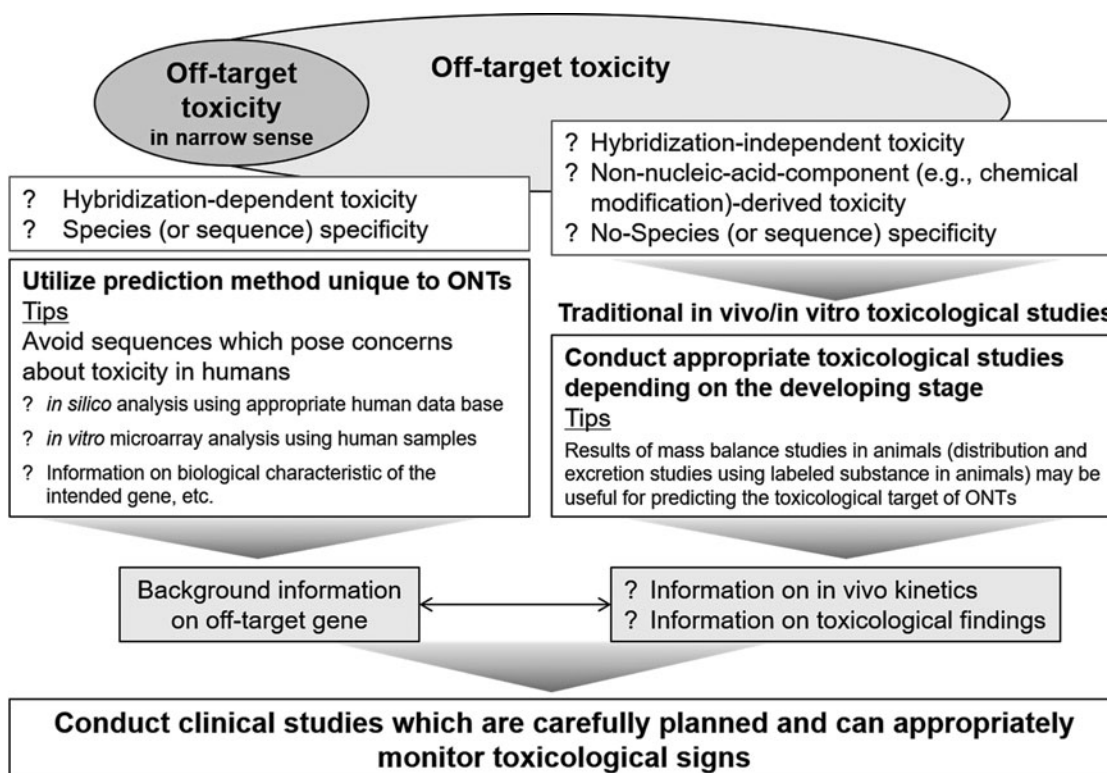 Off-target toxicity
Off-target
toxicity
in narrow sense
? Hybridization-dependent toxicity
? Species (or sequence) specificity
? Hybridization-independent toxicity
? Non-nucleic-acid-component (e.g., chemical
modification)-derived toxicity
? No-Species (or sequence) specificity
Utilize prediction method unique to ONTs
Tips
Avoid sequences which pose concerns
about toxicity in humans
? in silico analysis using appropriate human data base
? in vitro microarray analysis using human samples
? Information on biological characteristic of the
intended gene, etc.
Traditional in vivo/in vitro toxicological studies
Conduct appropriate toxicological studies
depending on the developing stage
Tips
Results of mass balance studies in animals (distribution and
excretion studies using labeled substance in animals) may be
useful for predicting the toxicological target of ONTs
Background information
on off-target gene
? Information on in vivo kinetics
? Information on toxicological findings
Conduct clinical studies which are carefully planned and can appropriately
monitor toxicological signs